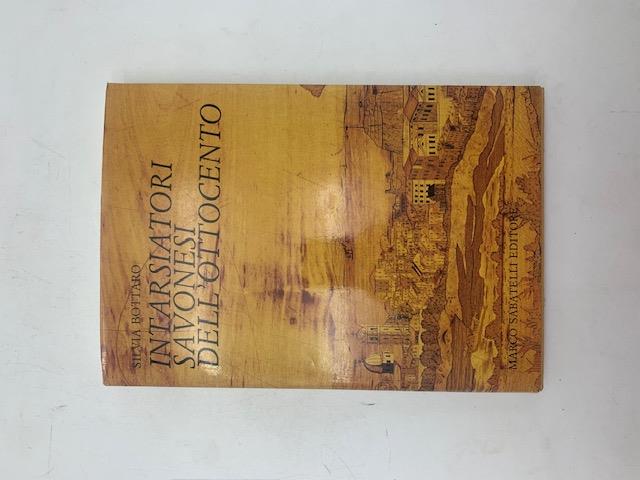 SILVIA BOTTARO
INTARSIATORI
SAVONESI
DELL'OTTOCENTO
MARCO SABATELLI EDITORE